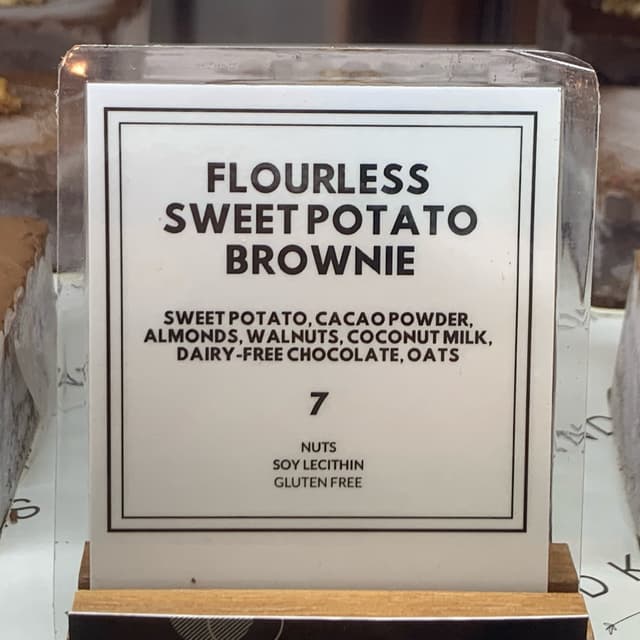 FLOURLESS
SWEET POTATO
BROWNIE
SWEET POTATO, CACAO POWDER,
ALMONDS, WALNUTS, COCONUT MILK,
DAIRY-FREE CHOCOLATE, OATS
7
NUTS
SOY LECITHIN
GLUTEN FREE